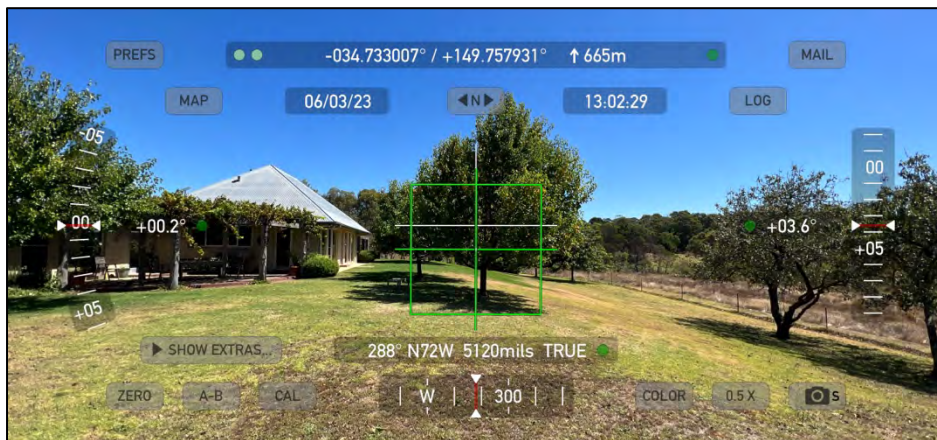 PREFS -034.733007° / +149.757931° ↑ 665m MAIL
MAP 06/03/23 ◀N▶ 13:02:29 LOG
-05 00
+00.2° 00 +03.6°
+05
+05
▶ SHOW EXTRAS... 288° N72W 5120mils TRUE
ZERO A-B CAL W 300 COLOR 0.5 X S